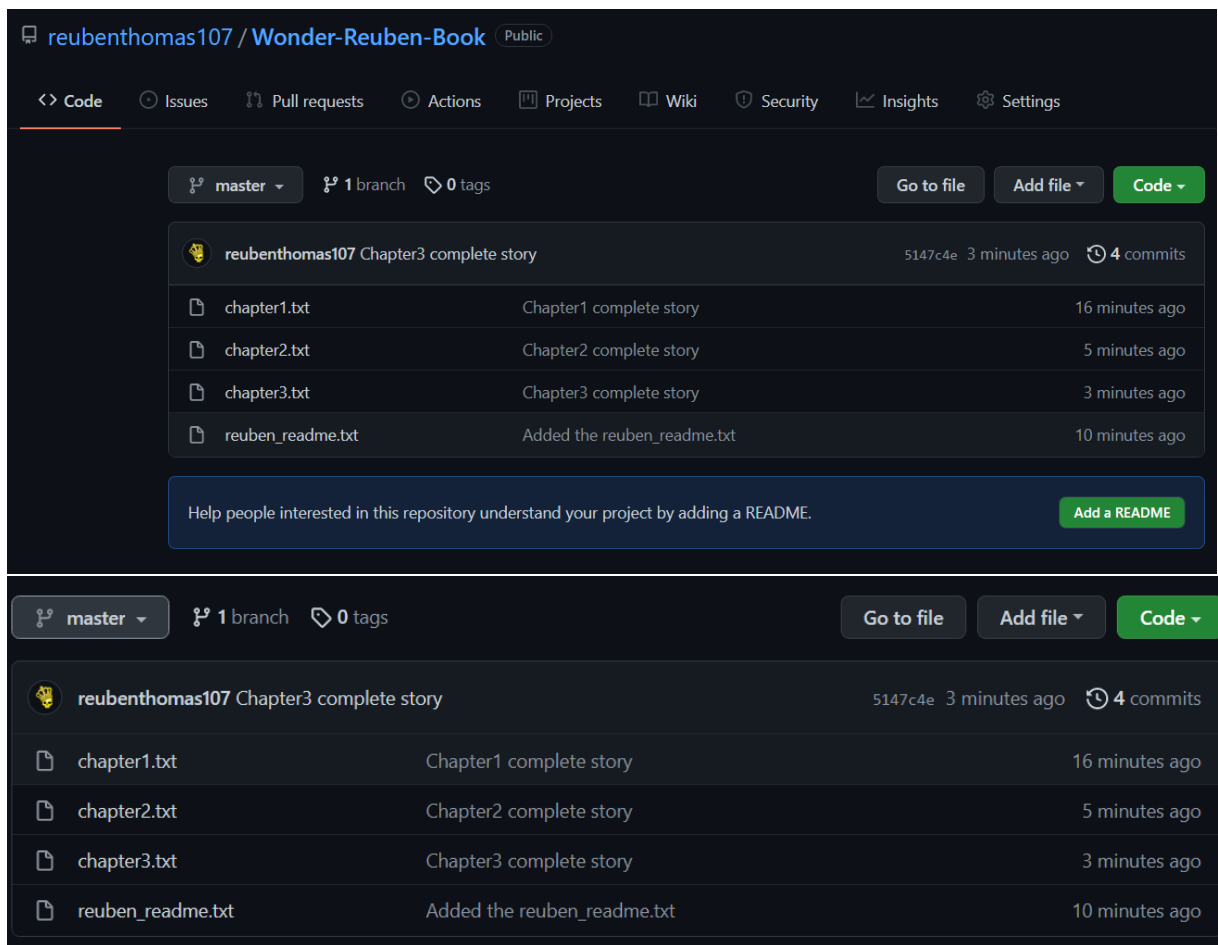 reubenthomas107 / Wonder-Reuben-Book Public
<> Code Issues Pull requests Actions Projects Wiki Security Insights Settings
master 1 branch 0 tags Go to file Add file Code
reubenthomas107 Chapter3 complete story 5147c4e 3 minutes ago 4 commits
chapter1.txt Chapter1 complete story 16 minutes ago
chapter2.txt Chapter2 complete story 5 minutes ago
chapter3.txt Chapter3 complete story 3 minutes ago
reuben_readme.txt Added the reuben_readme.txt 10 minutes ago
Help people interested in this repository understand your project by adding a README. Add a README
master 1 branch 0 tags Go to file Add file Code
reubenthomas107 Chapter3 complete story 5147c4e 3 minutes ago 4 commits
chapter1.txt Chapter1 complete story 16 minutes ago
chapter2.txt Chapter2 complete story 5 minutes ago
chapter3.txt Chapter3 complete story 3 minutes ago
reuben_readme.txt Added the reuben_readme.txt 10 minutes ago